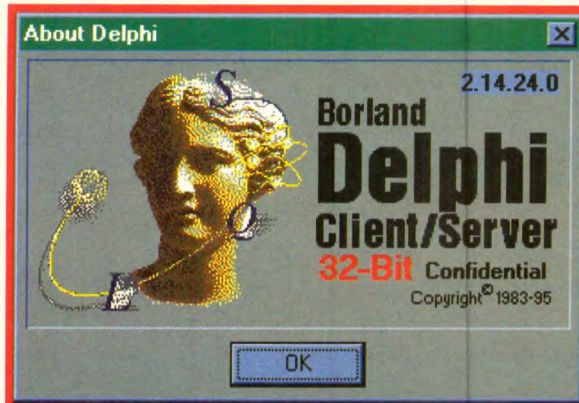 About Delphi
2.14.24.0
S
Q
L
Borland
Delphi
Client/Server
32-Bit Confidential
Copyright© 1983-95
OK